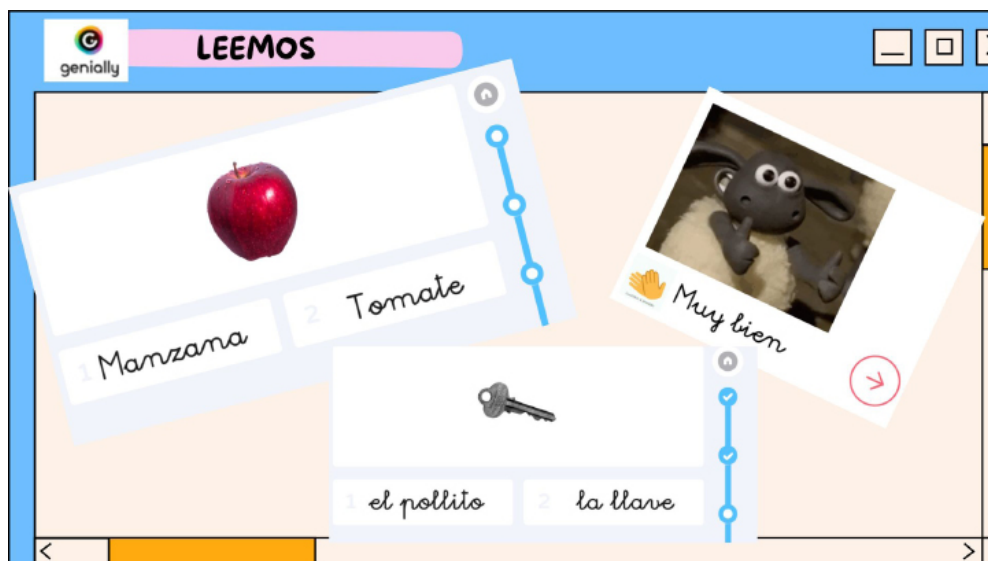 genially
LEEMOS
1 Manzana
2 Tomate
Muy bien
1 el pollito
2 la llave